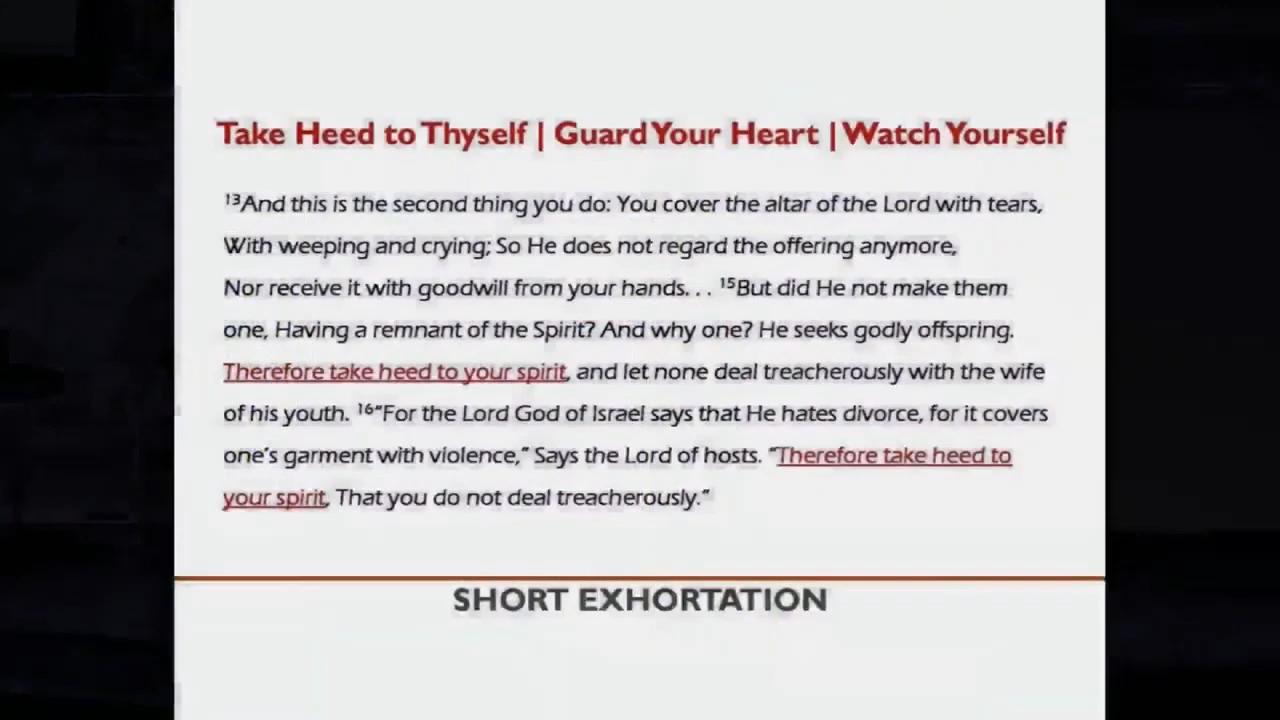 Take Heed to Thyself | Guard Your Heart | Watch Yourself
¹³And this is the second thing you do: You cover the altar of the Lord with tears,
With weeping and crying; So He does not regard the offering anymore,
Nor receive it with goodwill from your hands. . . ¹⁵But did He not make them
one, Having a remnant of the Spirit? And why one? He seeks godly offspring.
Therefore take heed to your spirit, and let none deal treacherously with the wife
of his youth. ¹⁶“For the Lord God of Israel says that He hates divorce, for it covers
one's garment with violence,” Says the Lord of hosts. “Therefore take heed to
your spirit, That you do not deal treacherously.”
SHORT EXHORTATION